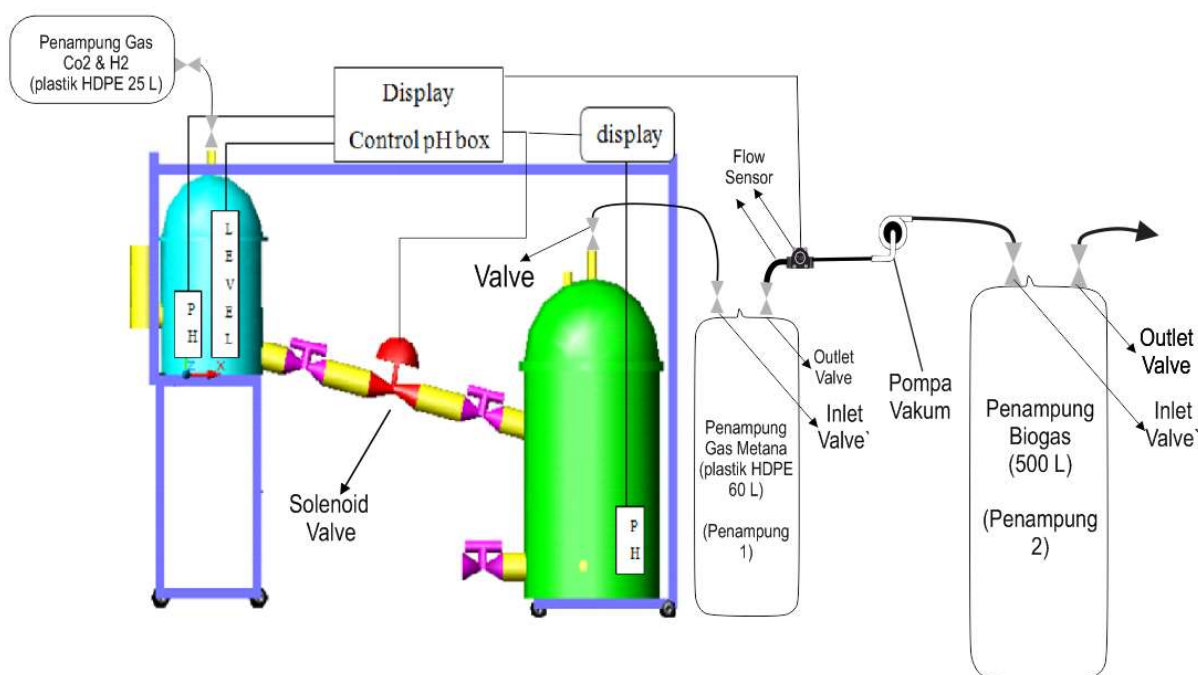 Penampung Gas
Co2 & H2
(plastik HDPE 25 L)
Display
Control pH box
display
Flow
Sensor
L
E
V
E
L
P
H
Z
X
Valve
Solenoid
Valve
P
H
Outlet
Valve
Inlet
Valve`
Penampung
Gas Metana
(plastik HDPE
60 L)
(Penampung
1)
Pompa
Vakum
Penampung
Biogas
(500 L)
(Penampung
2)
Outlet
Valve
Inlet
Valve`